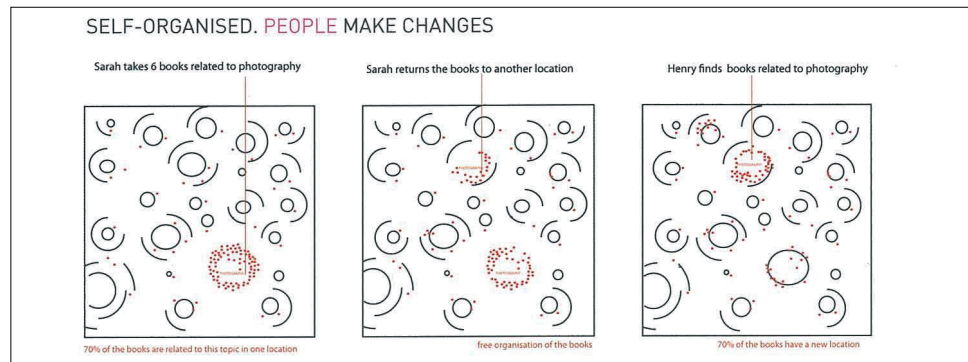 SELF-ORGANISED. PEOPLE MAKE CHANGES
Sarah takes 6 books related to photography
Sarah returns the books to another location
Henry finds books related to photography
70% of the books are related to this topic in one location
free organisation of the books
70% of the books have a new location